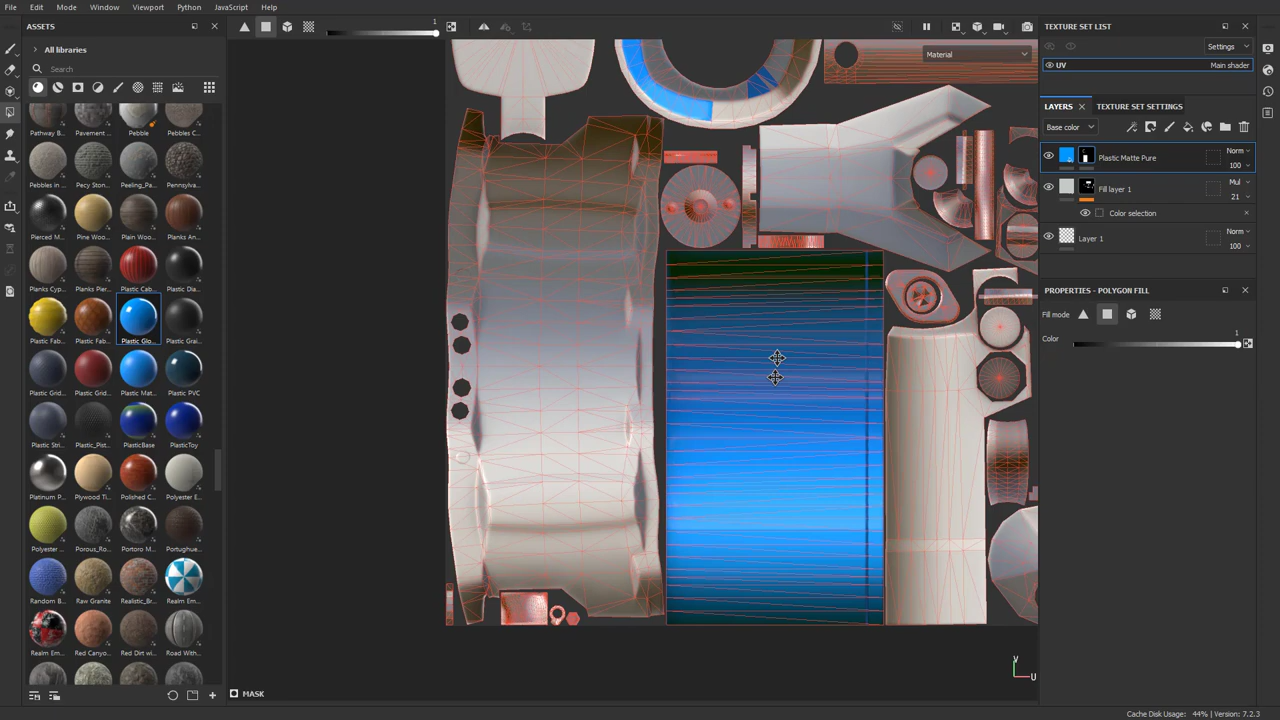 File Edit Mode Window Viewport Python JavaScript Help
ASSETS
All libraries
Search
Pathway B... Pavement ... Pebble Pebbles C...
Pebbles in ... Pecy Ston... Peeling_Pa... Pennsylva...
Pierced M... Pine Woo... Plain Woo... Planks An...
Planks Cyp... Planks Pier... Plastic Cab... Plastic Dia...
Plastic Fab... Plastic Fab... Plastic Glo... Plastic Grai...
Plastic Grid... Plastic Grid... Plastic Mat... Plastic PVC
Plastic Stri... Plastic_Pist... PlasticBase PlasticToy
Platinum P... Plywood Ti... Polished C... Polyester E...
Polyester ... Porous_Ro... Portoro M... Portughue...
Random B... Raw Granite Realistic_Br... Realm Em...
Realm Em... Red Canyo... Red Dirt wi... Road With...
1
Material
MASK
V
U
TEXTURE SET LIST
Settings
UV Main shader
LAYERS TEXTURE SET SETTINGS
Base color
Plastic Matte Pure Norm
100
Fill layer 1 Mul
21
Color selection
Layer 1 Norm
100
PROPERTIES - POLYGON FILL
Fill mode
Color 1
Cache Disk Usage: 44% | Version: 7.2.3